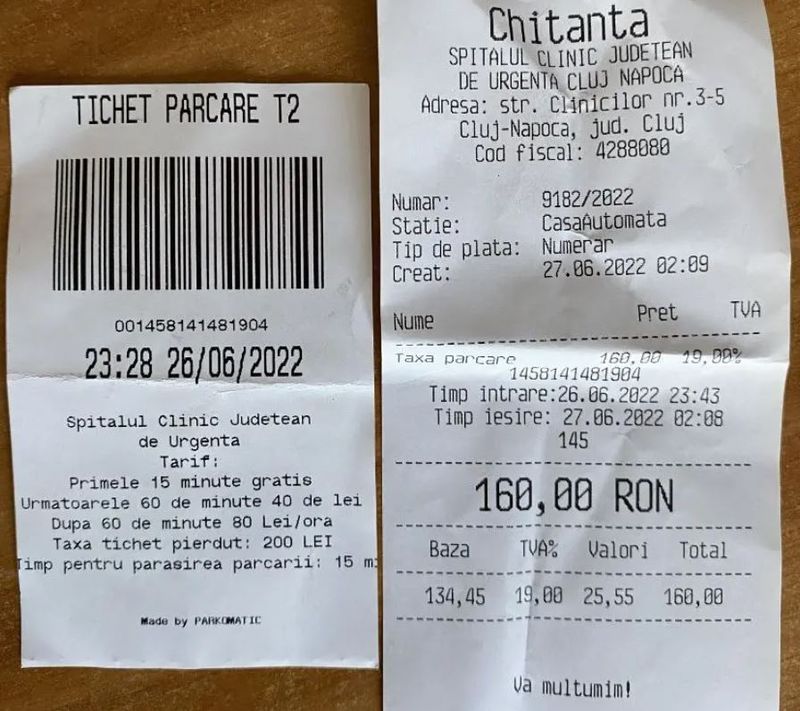 TICHET PARCARE T2
001458141481904
23:28 26/06/2022
Spitalul Clinic Judetean
de Urgenta
Tarif:
Primele 15 minute gratis
Urmatoarele 60 de minute 40 de lei
Dupa 60 de minute 80 Lei/ora
Taxa tichet pierdut: 200 LEI
Timp pentru parasirea parcarii: 15 m
Made by PARKOMATIC
Chitanta
SPITALUL CLINIC JUDETEAN
DE URGENTA CLUJ NAPOCA
Adresa: str. Clinicilor nr.3-5
Cluj-Napoca, jud. Cluj
Cod fiscal: 4288080
Numar: 9182/2022
Statie: CasaAutomata
Tip de plata: Numerar
Creat: 27.06.2022 02:09
Nume Pret TVA
Taxa parcare 160,00 19,00%
1458141481904
Timp intrare:26.06.2022 23:43
Timp iesire: 27.06.2022 02:08
145
160,00 RON
Baza TVA% Valori Total
134,45 19,00 25,55 160,00
Va multumim!